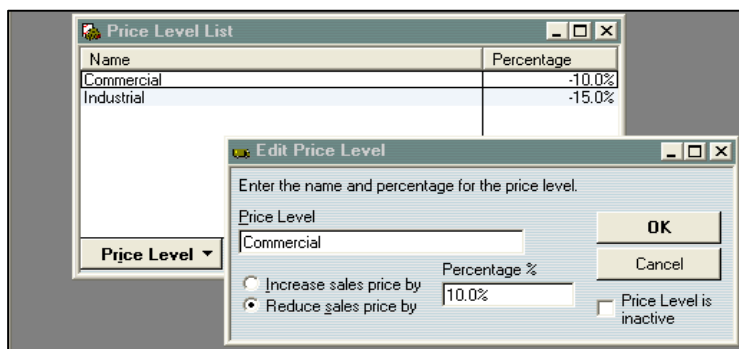 Price Level List
Name Percentage
Commercial -10.0%
Industrial -15.0%
Price Level
Edit Price Level
Enter the name and percentage for the price level.
Price Level
Commercial
Increase sales price by
Reduce sales price by
Percentage %
10.0%
OK
Cancel
Price Level is
inactive